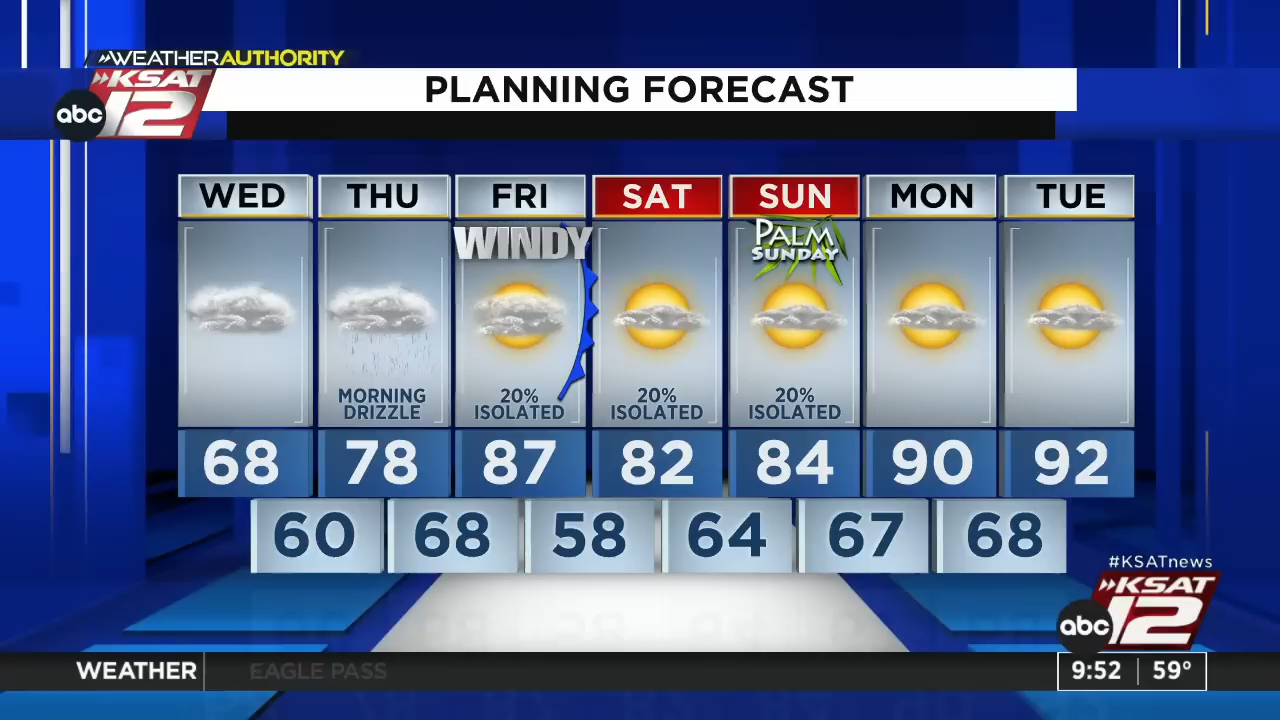 »WEATHERAUTHORITY
»KSAT
abc 12
PLANNING FORECAST
WED THU FRI SAT SUN MON TUE
WINDY PALM
SUNDAY
MORNING
DRIZZLE
20%
ISOLATED
20%
ISOLATED
20%
ISOLATED
68 78 87 82 84 90 92
60 68 58 64 67 68
#KSATnews
»KSAT
abc 12
WEATHER EAGLE PASS 9:52 59°